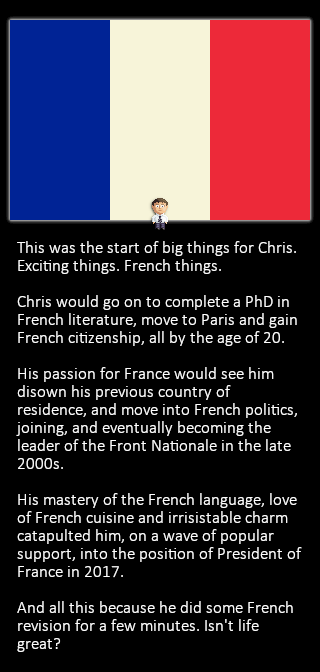 This was the start of big things for Chris.
Exciting things. French things.
Chris would go on to complete a PhD in
French literature, move to Paris and gain
French citizenship, all by the age of 20.
His passion for France would see him
disown his previous country of
residence, and move into French politics,
joining, and eventually becoming the
leader of the Front Nationale in the late
2000s.
His mastery of the French language, love
of French cuisine and irrisistable charm
catapulted him, on a wave of popular
support, into the position of President of
France in 2017.
And all this because he did some French
revision for a few minutes. Isn't life
great?